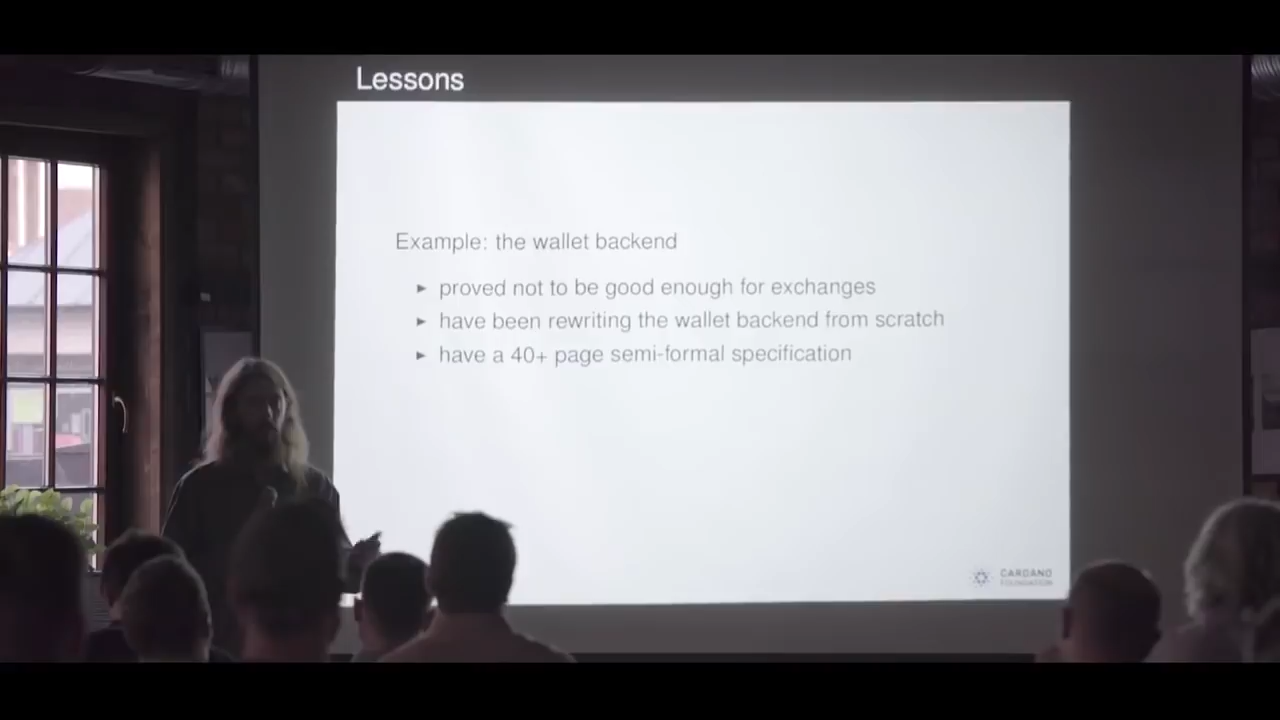 Lessons
Example: the wallet backend
► proved not to be good enough for exchanges
► have been rewriting the wallet backend from scratch
► have a 40+ page semi-formal specification
CARDANO
FOUNDATION